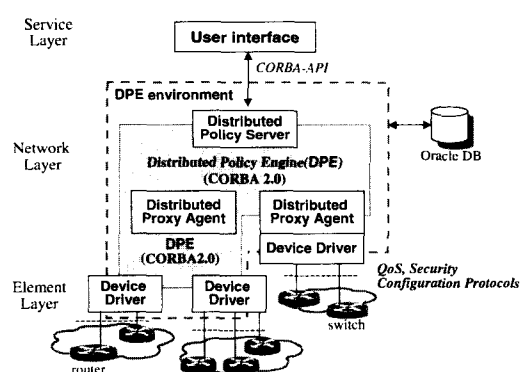 Service
Layer
User interface
CORBA-API
DPE environment
Distributed
Policy Server
Oracle DB
Network
Layer
Distributed Policy Engine(DPE)
(CORBA 2.0)
Distributed
Proxy Agent
Distributed
Proxy Agent
DPE
(CORBA2.0)
Device Driver
QoS, Security
Configuration Protocols
Element
Layer
Device
Driver
Device
Driver
switch
router